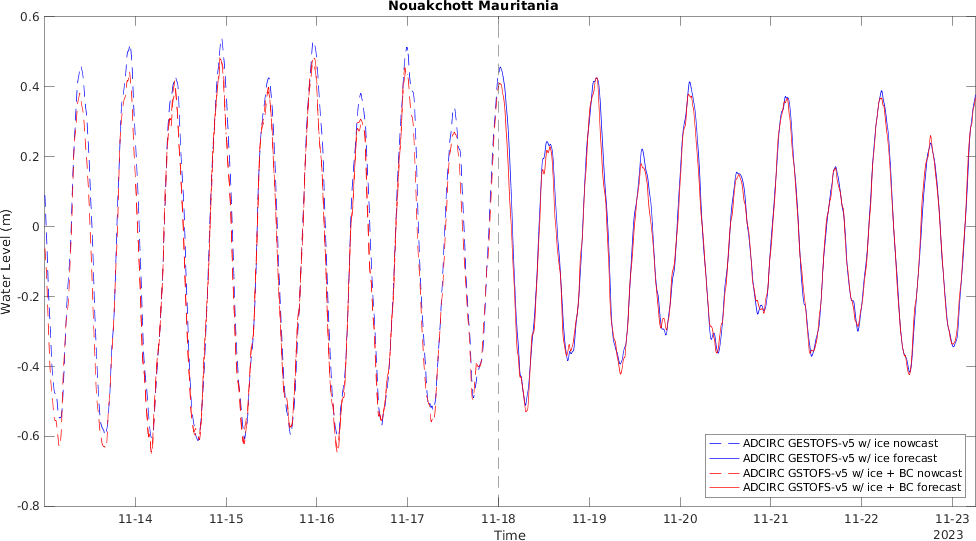 Nouakchott Mauritania
0.6
0.4
0.2
0
-0.2
-0.4
-0.6
-0.8
Water Level (m)
ADCIRC GESTOFS-v5 w/ ice nowcast
ADCIRC GESTOFS-v5 w/ ice forecast
ADCIRC GSTOFS-v5 w/ ice + BC nowcast
ADCIRC GSTOFS-v5 w/ ice + BC forecast
11-14 11-15 11-16 11-17 11-18 11-19 11-20 11-21 11-22 11-23
Time 2023